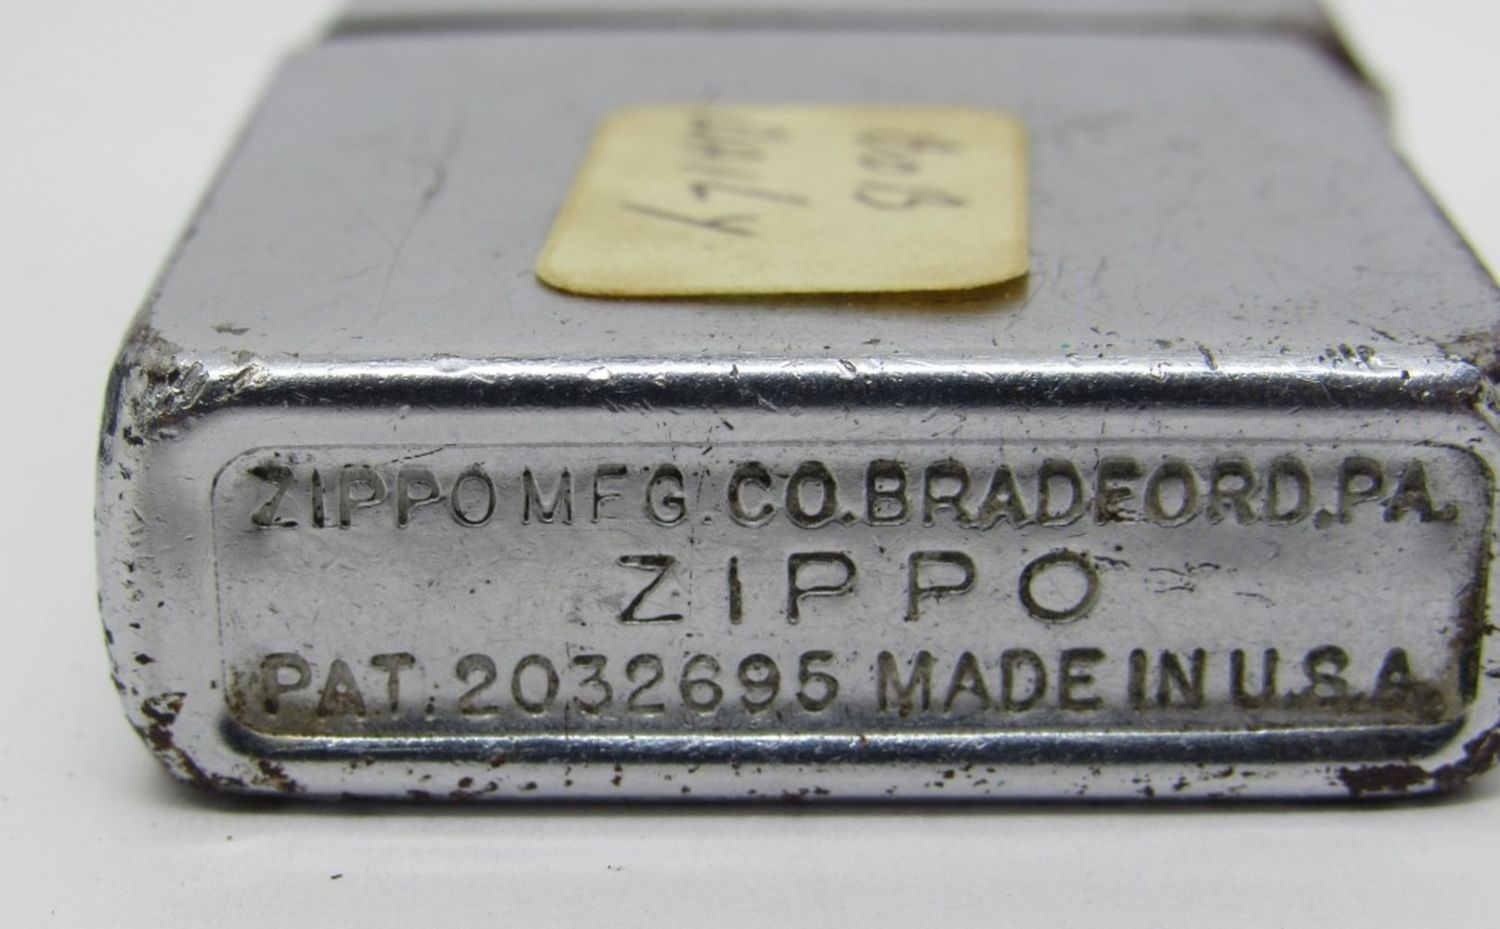 ZIPPO MFG. CO. BRADFORD, PA.
ZIPPO
PAT. 2032695 MADE IN U.S.A.